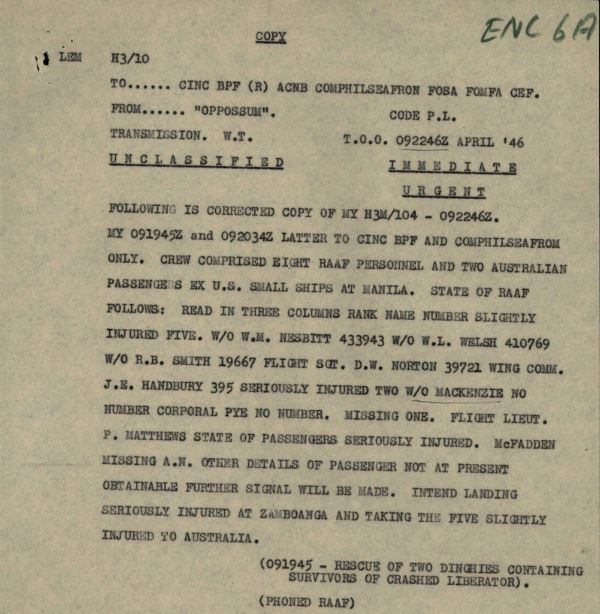 COPY
ENC 6A
LEM H3/10
TO...... CINC BPF (R) ACNB COMPHILSEAFRON FOSA FOMFA CEF.
FROM...... "OPPOSSUM". CODE P.L.
TRANSMISSION. W.T. T.O.O. 092246Z APRIL '46
UNCLASSIFIED IMMEDIATE
URGENT
FOLLOWING IS CORRECTED COPY OF MY H3M/104 - 092246Z.
MY 091945Z and 092034Z LATTER TO CINC BPF AND COMPHILSEAFROM
ONLY. CREW COMPRISED EIGHT RAAF PERSONNEL AND TWO AUSTRALIAN
PASSENGERS EX U.S. SMALL SHIPS AT MANILA. STATE OF RAAF
FOLLOWS: READ IN THREE COLUMNS RANK NAME NUMBER SLIGHTLY
INJURED FIVE. W/O W.M. NESBITT 433943 W/O W.L. WELSH 410769
W/O R.B. SMITH 19667 FLIGHT SGT. D.W. NORTON 39721 WING COMM.
J.E. HANDBURY 395 SERIOUSLY INJURED TWO W/O MACKENZIE NO
NUMBER CORPORAL PYE NO NUMBER. MISSING ONE. FLIGHT LIEUT.
P. MATTHEWS STATE OF PASSENGERS SERIOUSLY INJURED. McFADDEN
MISSING A.N. OTHER DETAILS OF PASSENGER NOT AT PRESENT
OBTAINABLE FURTHER SIGNAL WILL BE MADE. INTEND LANDING
SERIOUSLY INJURED AT ZAMBOANGA AND TAKING THE FIVE SLIGHTLY
INJURED TO AUSTRALIA.
(091945 - RESCUE OF TWO DINGHIES CONTAINING
SURVIVORS OF CRASHED LIBERATOR).
(PHONED RAAF)